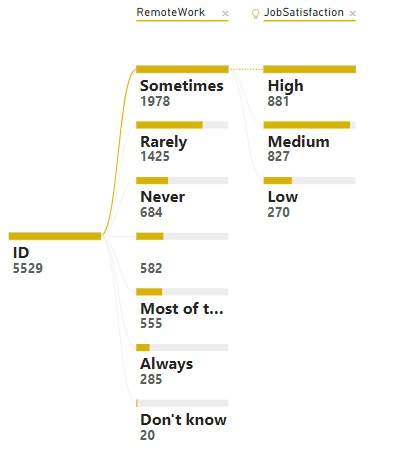 RemoteWork × JobSatisfaction ×
Sometimes
1978
High
881
Rarely
1425
Medium
827
Never
684
Low
270
ID
5529
582
Most of t...
555
Always
285
Don't know
20